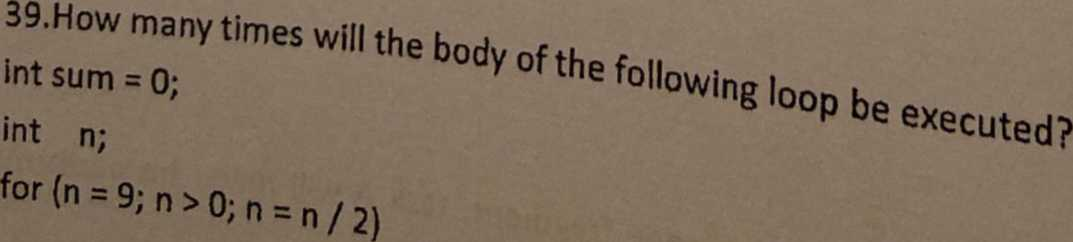 39.How many times will the body of the following loop be executed?
int sum = 0;
int n;
for (n = 9; n > 0; n = n / 2)